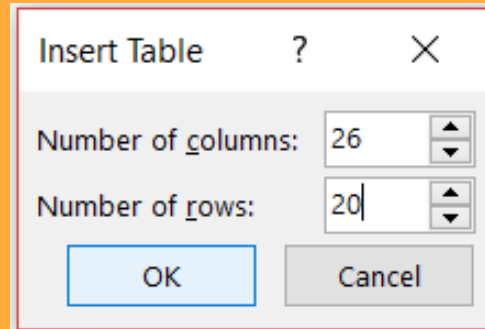 Insert Table ?
Number of columns: 26
Number of rows: 20
OK Cancel